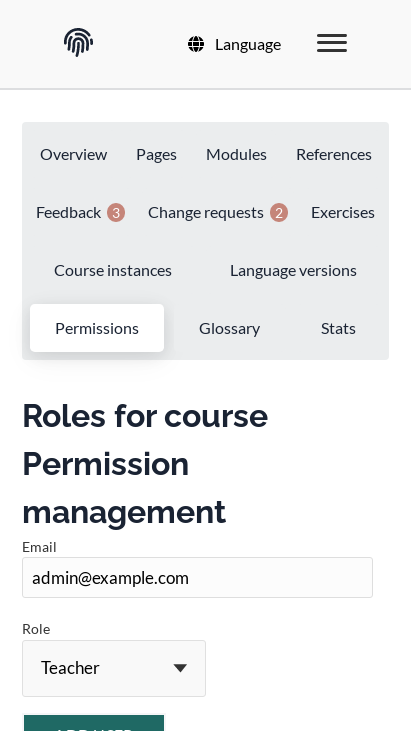 Language
Overview Pages Modules References
Feedback 3 Change requests 2 Exercises
Course instances Language versions
Permissions Glossary Stats
Roles for course
Permission
management
Email
admin@example.com
Role
Teacher